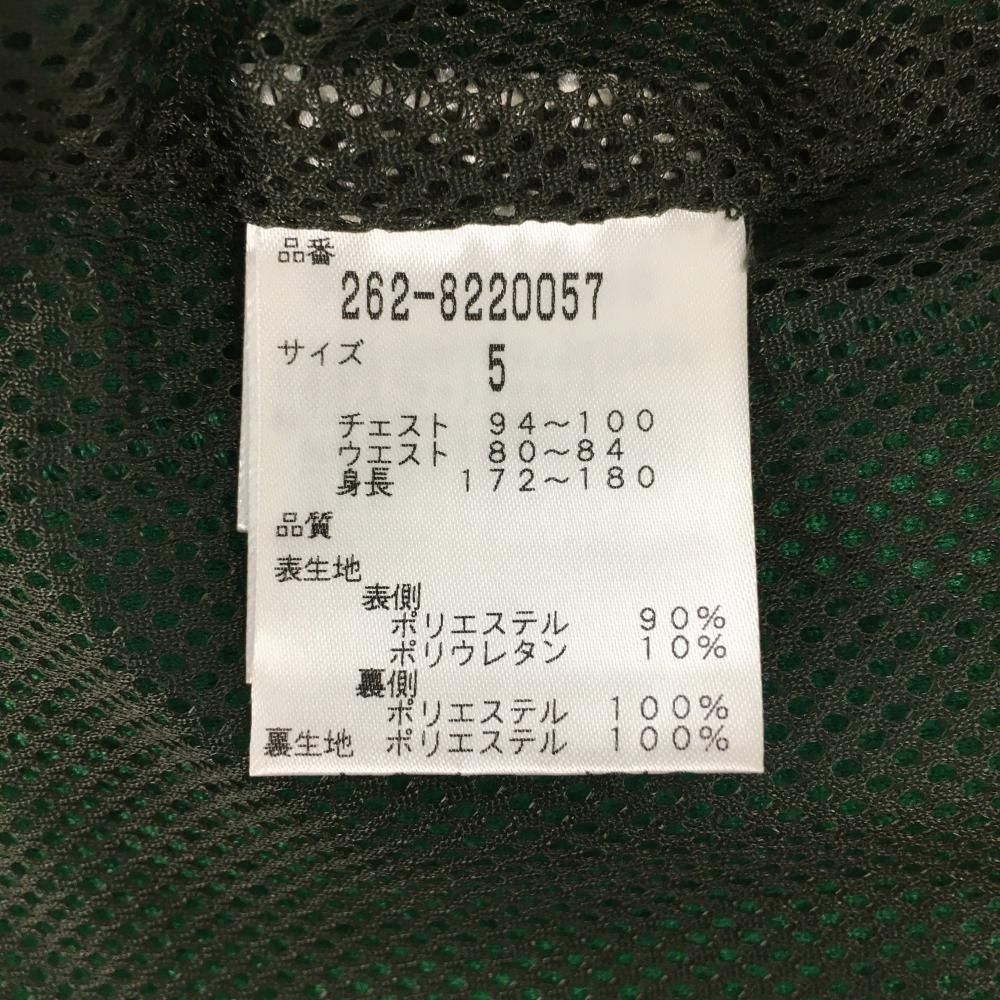 品番
262-8220057
サイズ 5
チェスト 94～100
ウエスト 80～84
身長 172～180
品質
表生地
表側
ポリエステル 90%
ポリウレタン 10%
裏側
ポリエステル 100%
裏生地 ポリエステル 100%